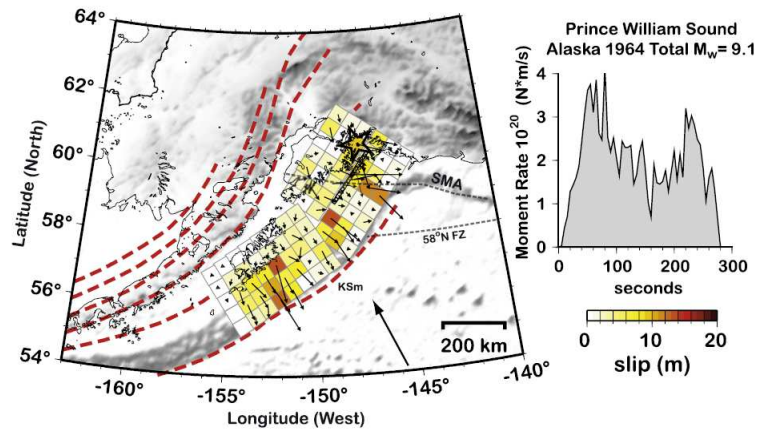 64°
62°
60°
58°
56°
54°
Latitude (North)
-160°
-155°
-150°
-145°
-140°
Longitude (West)
SMA
58°N FZ
KSm
200 km
Prince William Sound
Alaska 1964 Total Mw= 9.1
Moment Rate 10²⁰ (N*m/s)
4
3
2
1
0
0 100 200 300
seconds
0 10 20
slip (m)